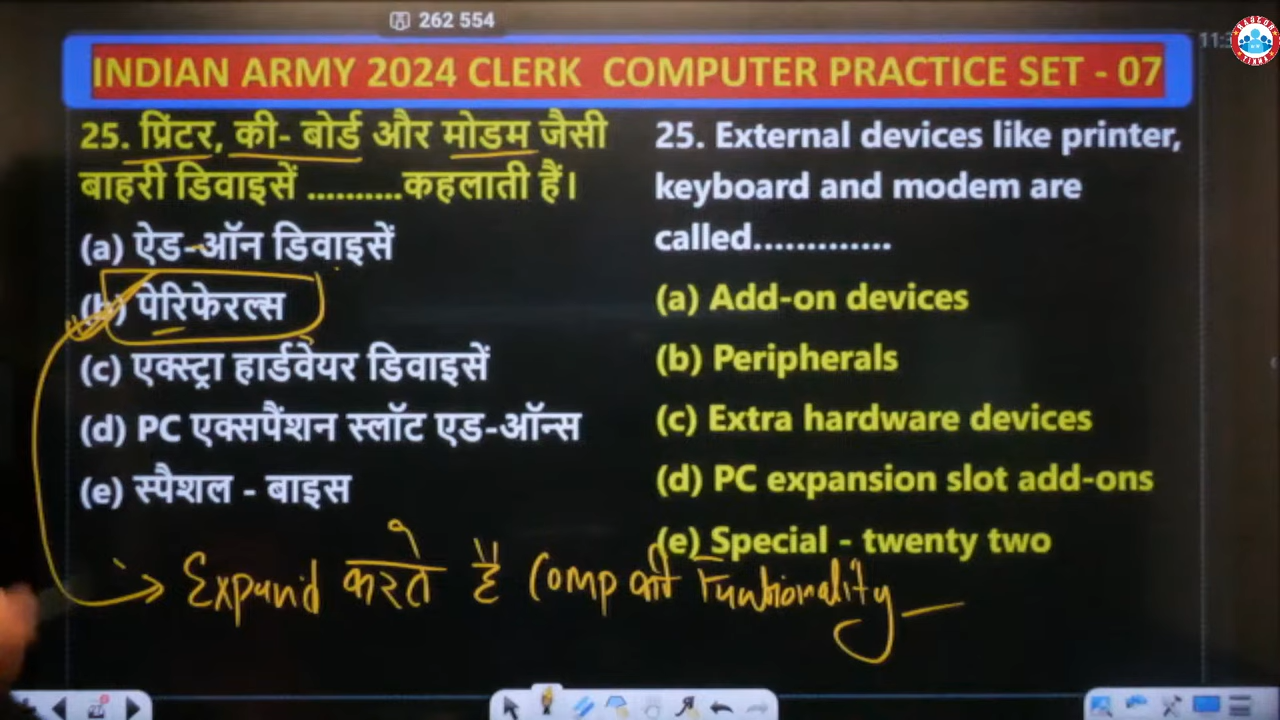 262 554
INDIAN ARMY 2024 CLERK COMPUTER PRACTICE SET - 07
25. प्रिंटर, की- बोर्ड और मोडम जैसी
बाहरी डिवाइसें ..........कहलाती हैं।
(a) ऐड-ऑन डिवाइसें
(b) पेरिफेरल्स
(c) एक्स्ट्रा हार्डवेयर डिवाइसें
(d) PC एक्सपैंशन स्लॉट एड-ऑन्स
(e) स्पैशल - बाइस
25. External devices like printer,
keyboard and modem are
called.............
(a) Add-on devices
(b) Peripherals
(c) Extra hardware devices
(d) PC expansion slot add-ons
(e) Special - twenty two
Expand करते है Comp की Functionality